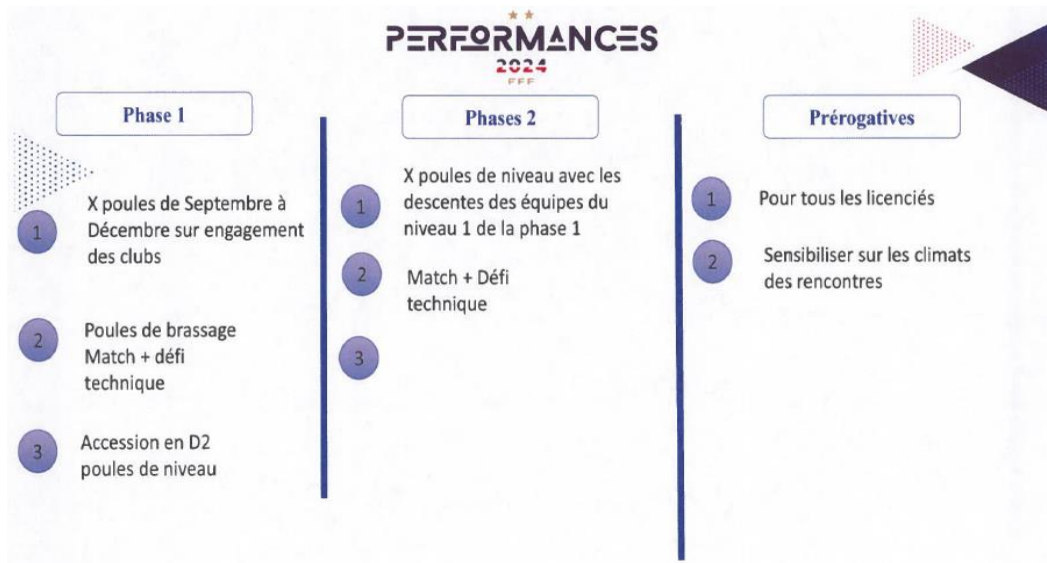 PERFORMANCES
2024
FFF
Phase 1
1
X poules de Septembre à
Décembre sur engagement
des clubs
2
Poules de brassage
Match + défi
technique
3
Accession en D2
poules de niveau
Phases 2
1
X poules de niveau avec les
descentes des équipes du
niveau 1 de la phase 1
2
Match + Défi
technique
3
Prérogatives
1
Pour tous les licenciés
2
Sensibiliser sur les climats
des rencontres